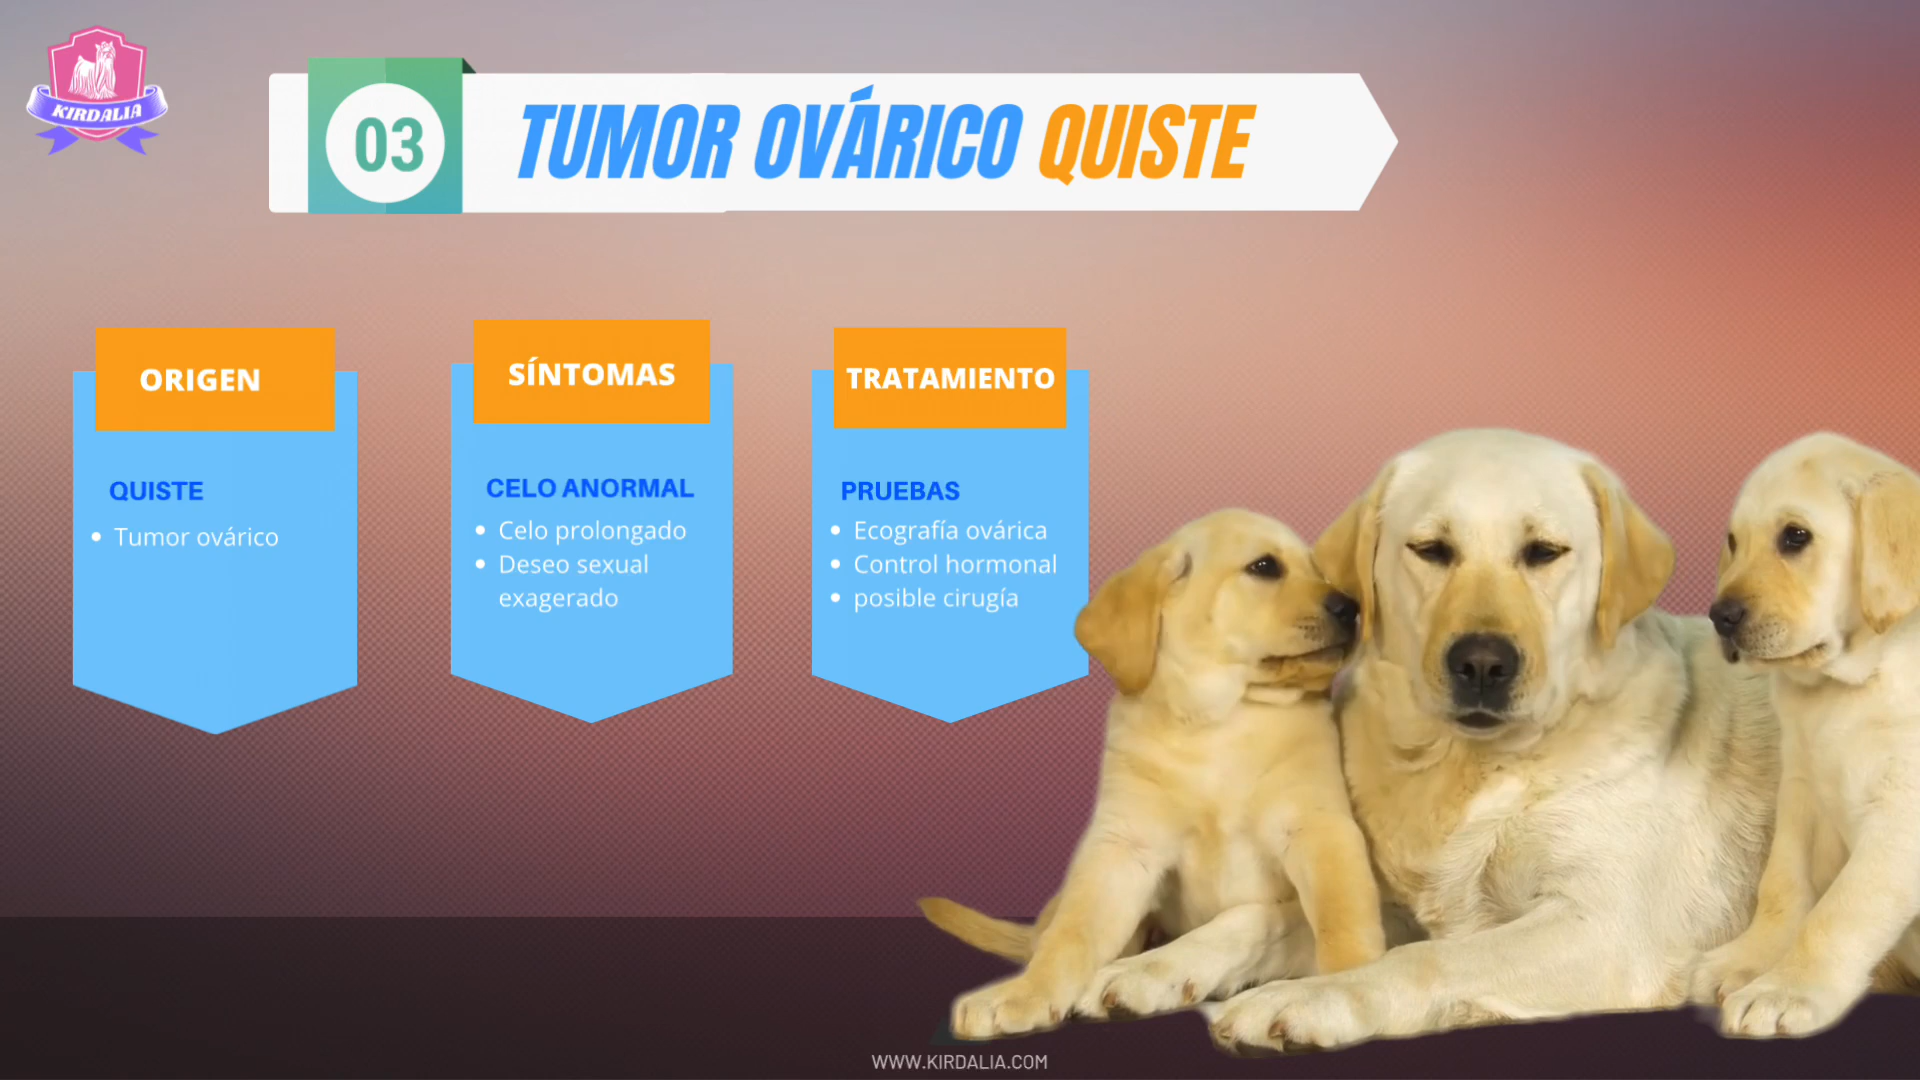 KIRDALIA
03
TUMOR OVÁRICO QUISTE
ORIGEN
QUISTE
• Tumor ovárico
SÍNTOMAS
CELO ANORMAL
• Celo prolongado
• Deseo sexual
exagerado
TRATAMIENTO
PRUEBAS
• Ecografía ovárica
• Control hormonal
• posible cirugía
WWW.KIRDALIA.COM